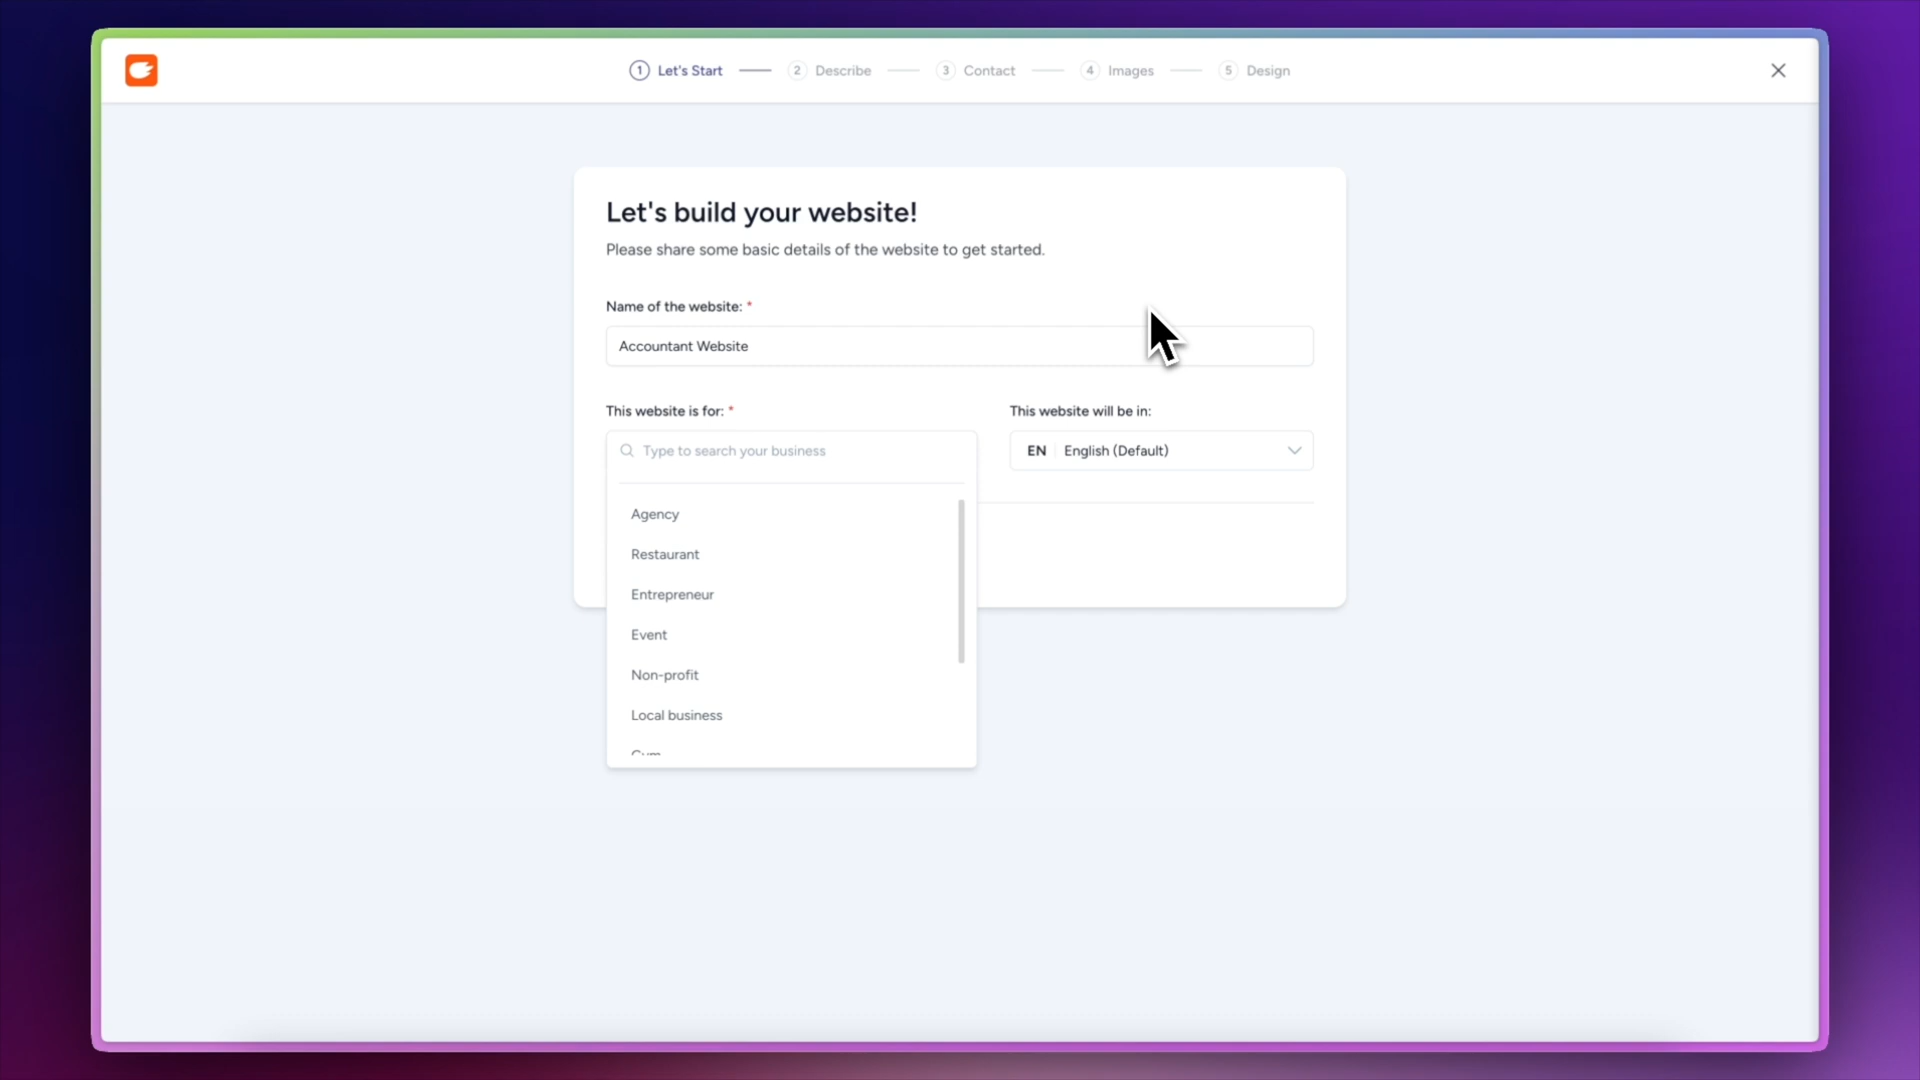 1 Let's Start 2 Describe 3 Contact 4 Images 5 Design
Let's build your website!
Please share some basic details of the website to get started.
Name of the website: *
Accountant Website
This website is for: *
This website will be in:
Type to search your business
EN English (Default)
Agency
Restaurant
Entrepreneur
Event
Non-profit
Local business
Gym